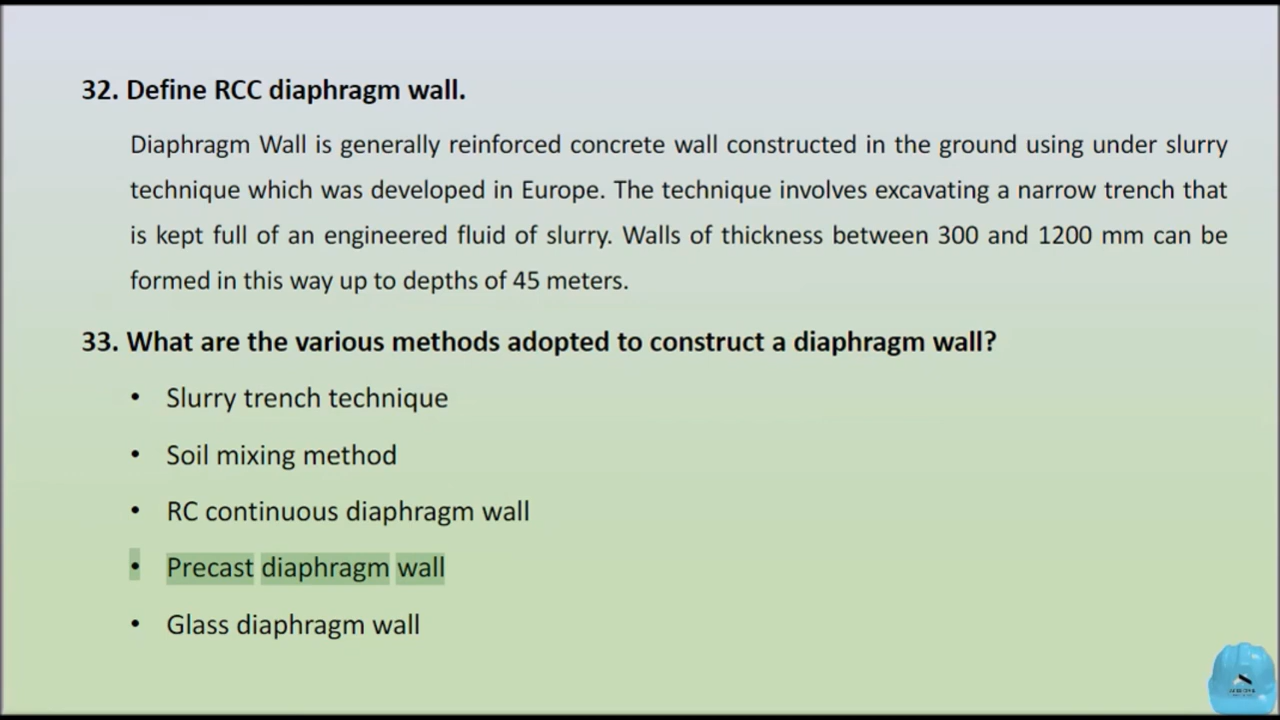 32. Define RCC diaphragm wall.
Diaphragm Wall is generally reinforced concrete wall constructed in the ground using under slurry
technique which was developed in Europe. The technique involves excavating a narrow trench that
is kept full of an engineered fluid of slurry. Walls of thickness between 300 and 1200 mm can be
formed in this way up to depths of 45 meters.
33. What are the various methods adopted to construct a diaphragm wall?
• Slurry trench technique
• Soil mixing method
• RC continuous diaphragm wall
• Precast diaphragm wall
• Glass diaphragm wall